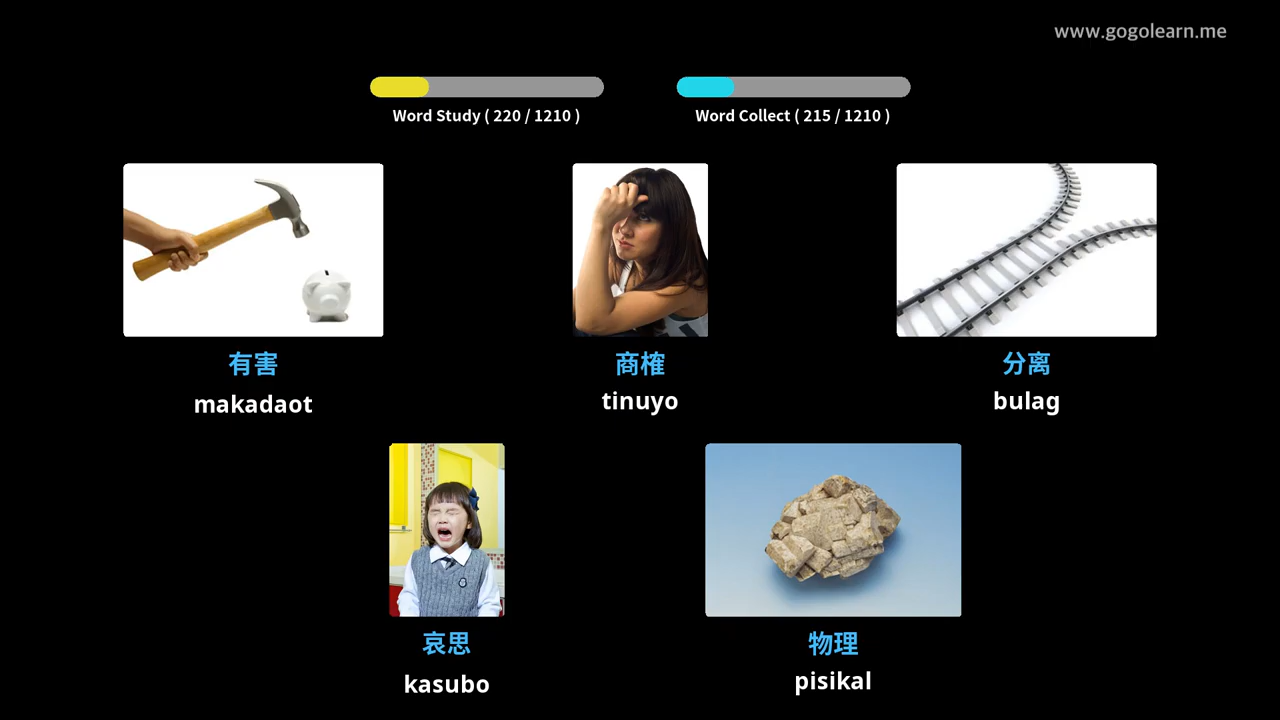 www.gogolearn.me
Word Study ( 220 / 1210 )
Word Collect ( 215 / 1210 )
有害
makadaot
商榷
tinuyo
分离
bulag
哀思
kasubo
物理
pisikal